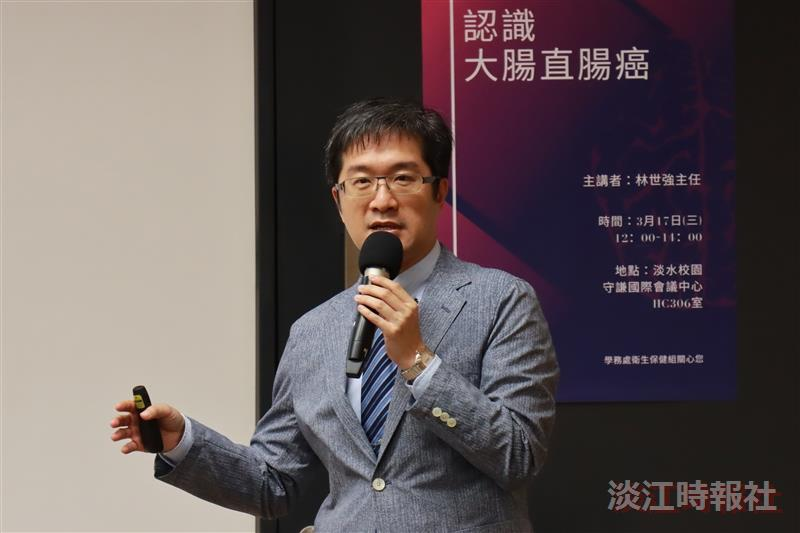 認識
大腸直腸癌
主講者：林世強主任
時間：3月17日(三)
12：00-14：00
地點：淡水校園
守謙國際會議中心
HC306室
學務處衛生保健組關心您
淡江時報社